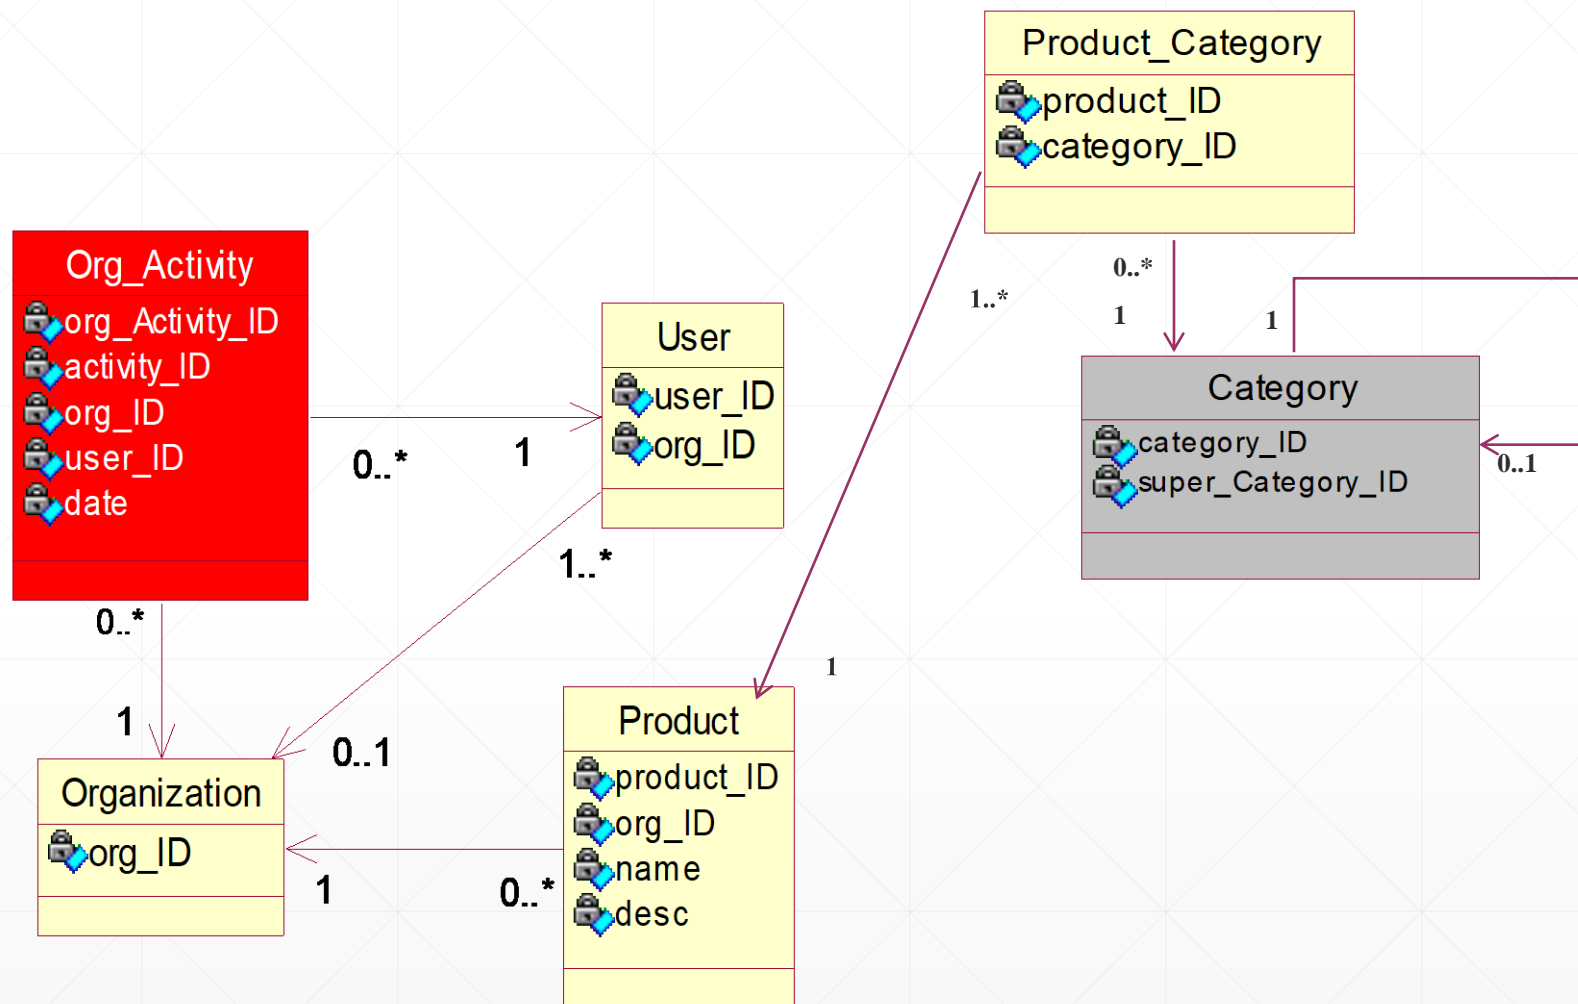 Product_Category
product_ID
category_ID
0..*
1
1..*
1
Org_Activity
org_Activity_ID
activity_ID
org_ID
user_ID
date
User
user_ID
org_ID
0..*
1
Category
category_ID
super_Category_ID
0..1
1..*
0..*
1
0..1
1
Product
product_ID
org_ID
name
desc
Organization
org_ID
1
0..*